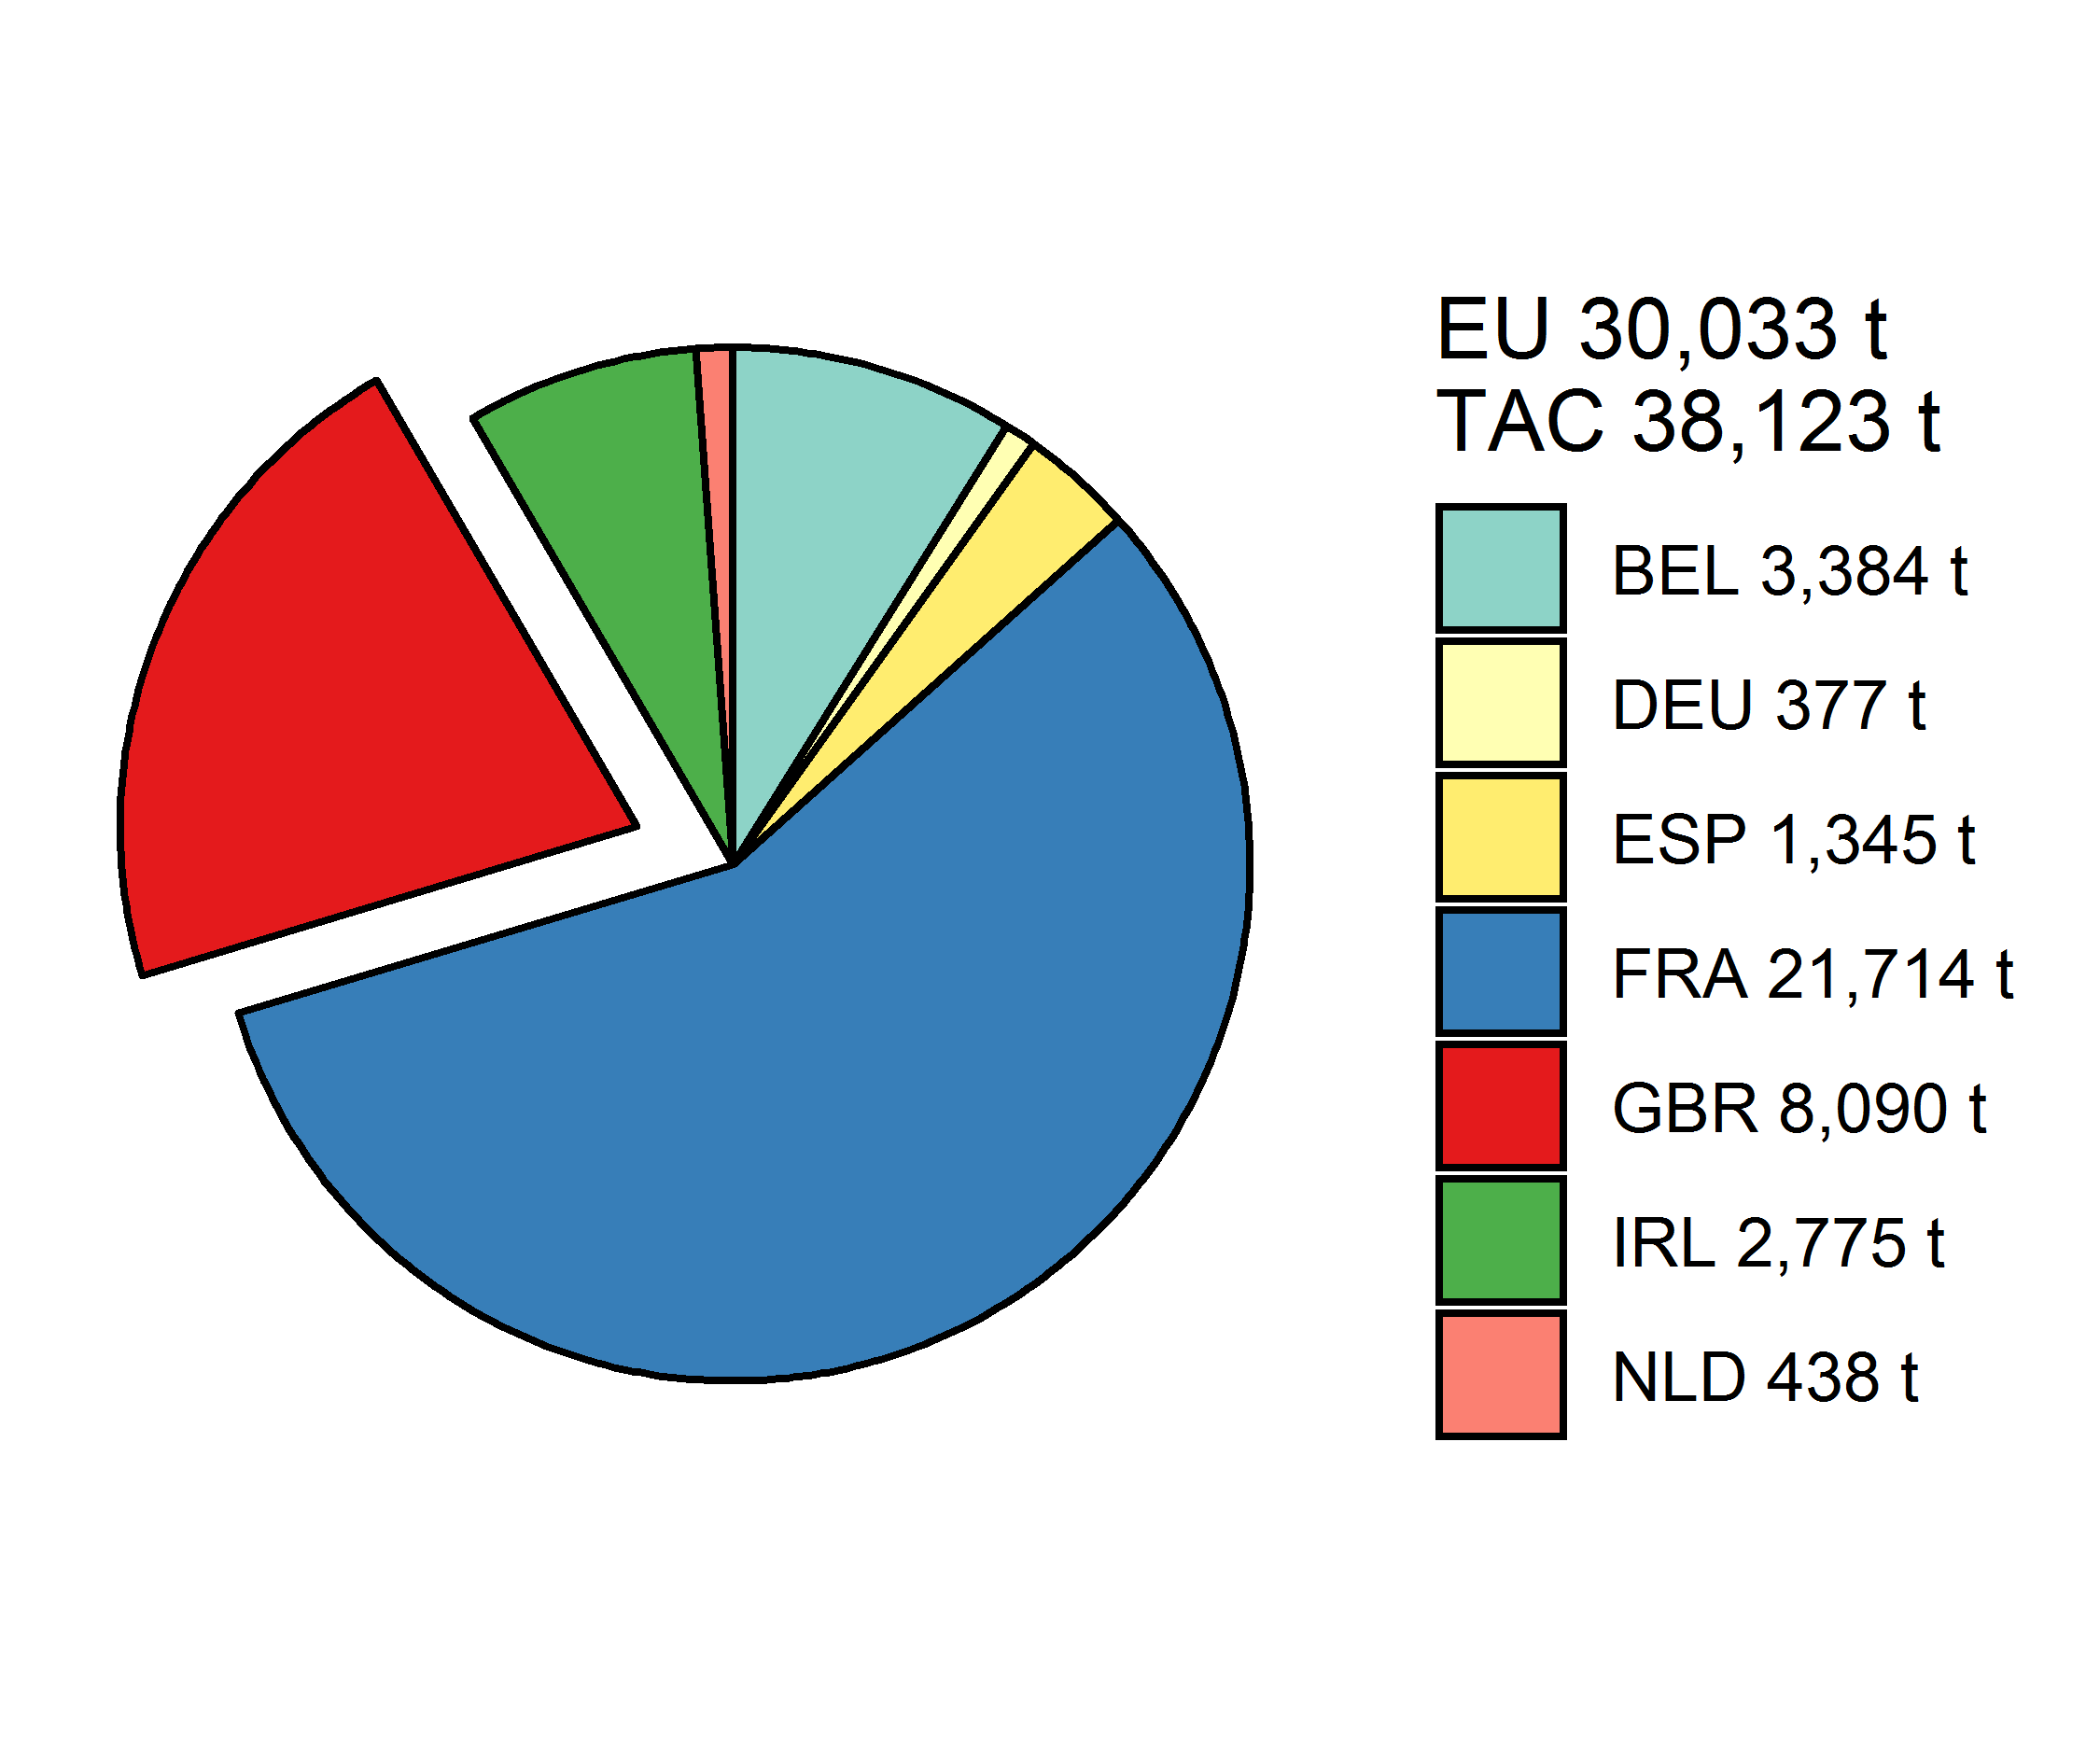 EU 30,033 t
TAC 38,123 t
BEL 3,384 t
DEU 377 t
ESP 1,345 t
FRA 21,714 t
GBR 8,090 t
IRL 2,775 t
NLD 438 t